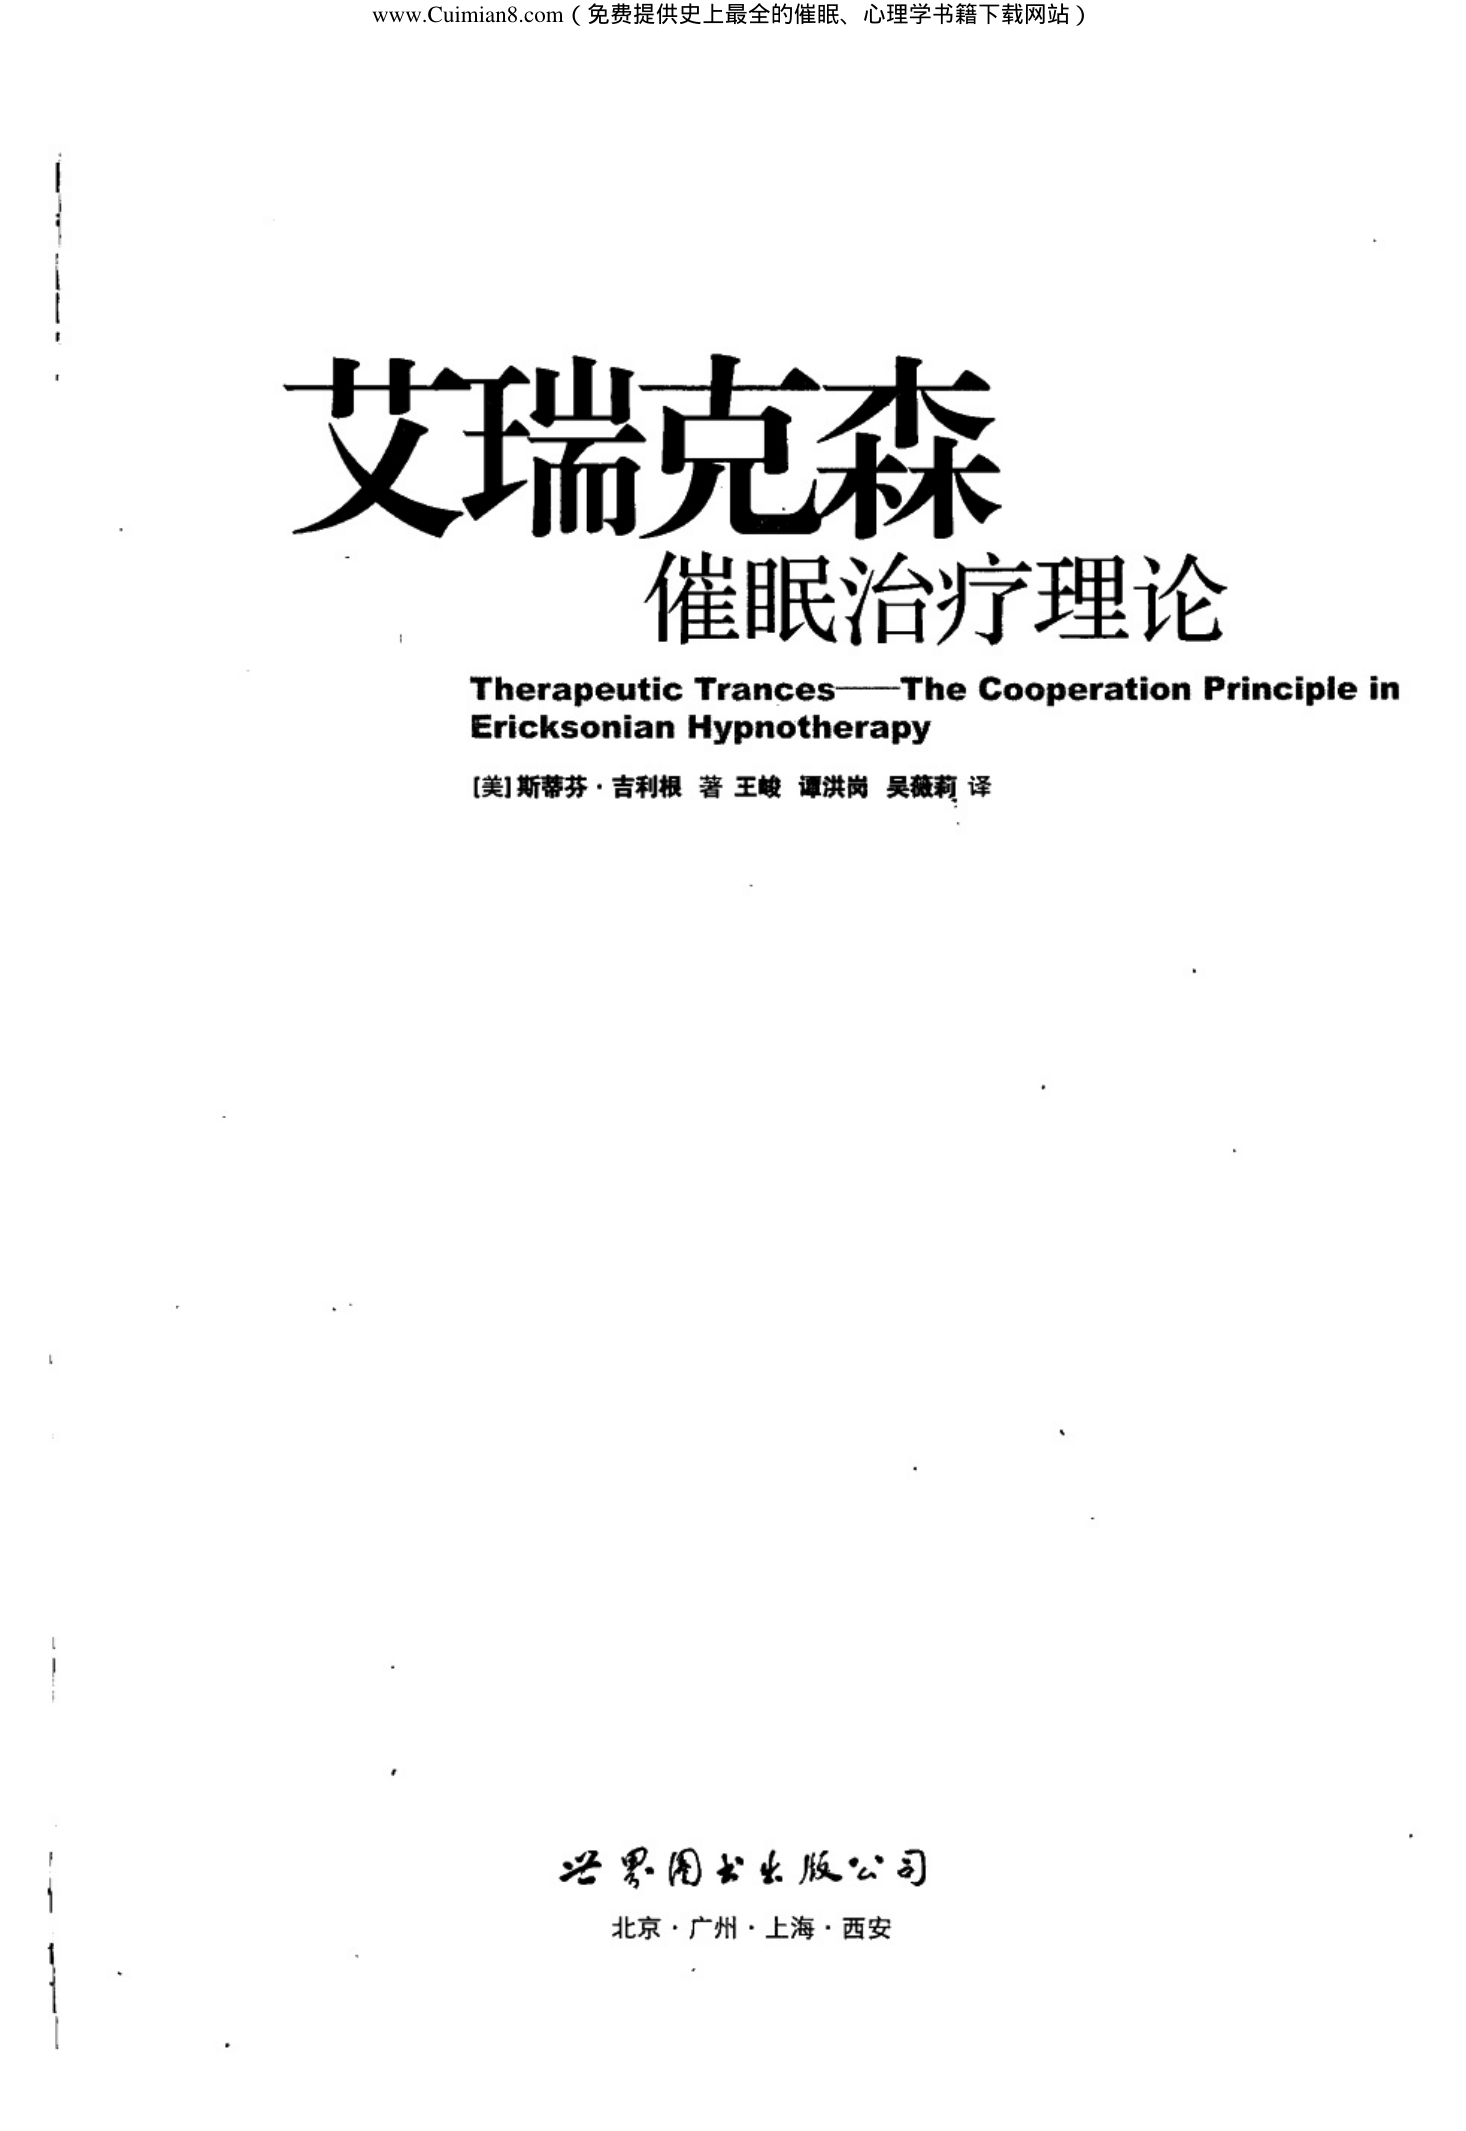 www.Cuimian8.com（免费提供史上最全的催眠、心理学书籍下载网站）
艾瑞克森
催眠治疗理论
Therapeutic Trances——The Cooperation Principle in
Ericksonian Hypnotherapy
[美]斯蒂芬·吉利根 著 王峻 谭洪岗 吴薇莉 译
世界图书出版公司
北京·广州·上海·西安